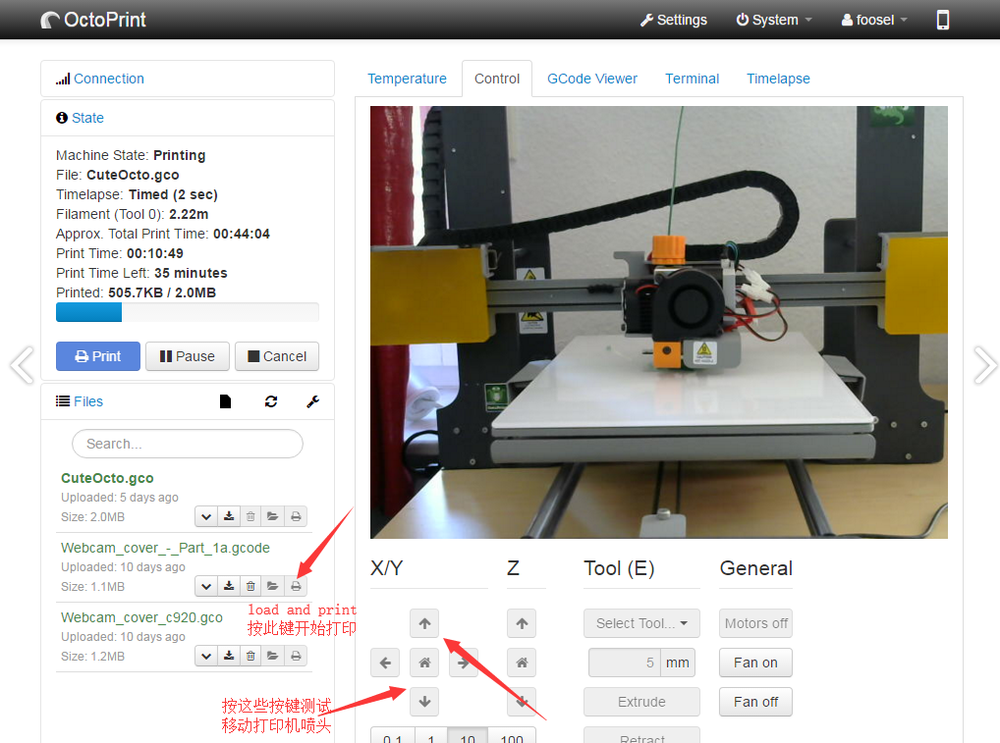 OctoPrint
Settings
System
foosel
Connection
State
Machine State: Printing
File: CuteOcto.gco
Timelapse: Timed (2 sec)
Filament (Tool 0): 2.22m
Approx. Total Print Time: 00:44:04
Print Time: 00:10:49
Print Time Left: 35 minutes
Printed: 505.7KB / 2.0MB
Print
Pause
Cancel
Files
Search...
CuteOcto.gco
Uploaded: 5 days ago
Size: 2.0MB
Webcam_cover_-_Part_1a.gcode
Uploaded: 10 days ago
Size: 1.1MB
load and print
按此键开始打印
Webcam_cover_c920.gco
Uploaded: 10 days ago
Size: 1.2MB
按这些按键测试
移动打印机喷头
Temperature
Control
GCode Viewer
Terminal
Timelapse
X/Y
Z
Tool (E)
General
Select Tool...
Motors off
5
mm
Fan on
Extrude
Fan off
0.1
1
10
100
Retract